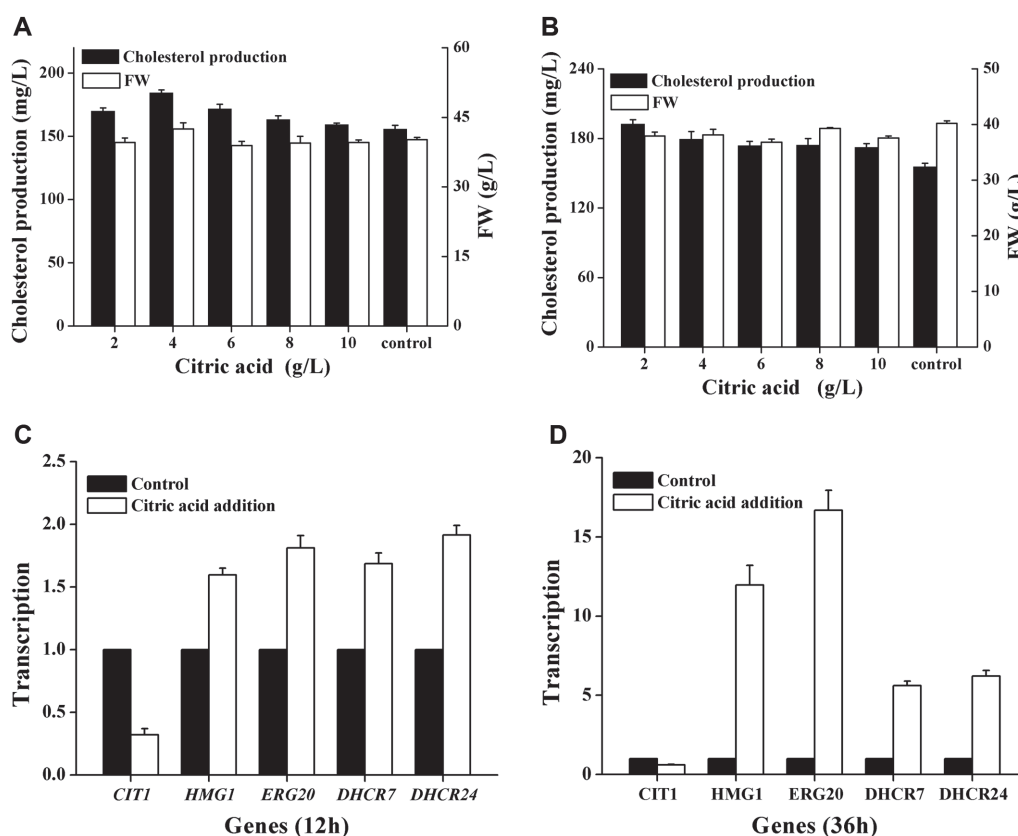 A
Cholesterol production (mg/L)
200
150
100
50
0
Cholesterol production
FW
60
45
30
15
0
FW (g/L)
2 4 6 8 10 control
Citric acid (g/L)
B
Cholesterol production (mg/L)
240
180
120
60
0
Cholesterol production
FW
50
40
30
20
10
0
FW (g/L)
2 4 6 8 10 control
Citric acid (g/L)
C
Transcription
2.5
2.0
1.5
1.0
0.5
0.0
Control
Citric acid addition
CIT1 HMG1 ERG20 DHCR7 DHCR24
Genes (12h)
D
Transcription
20
15
10
5
0
Control
Citric acid addition
CIT1 HMG1 ERG20 DHCR7 DHCR24
Genes (36h)